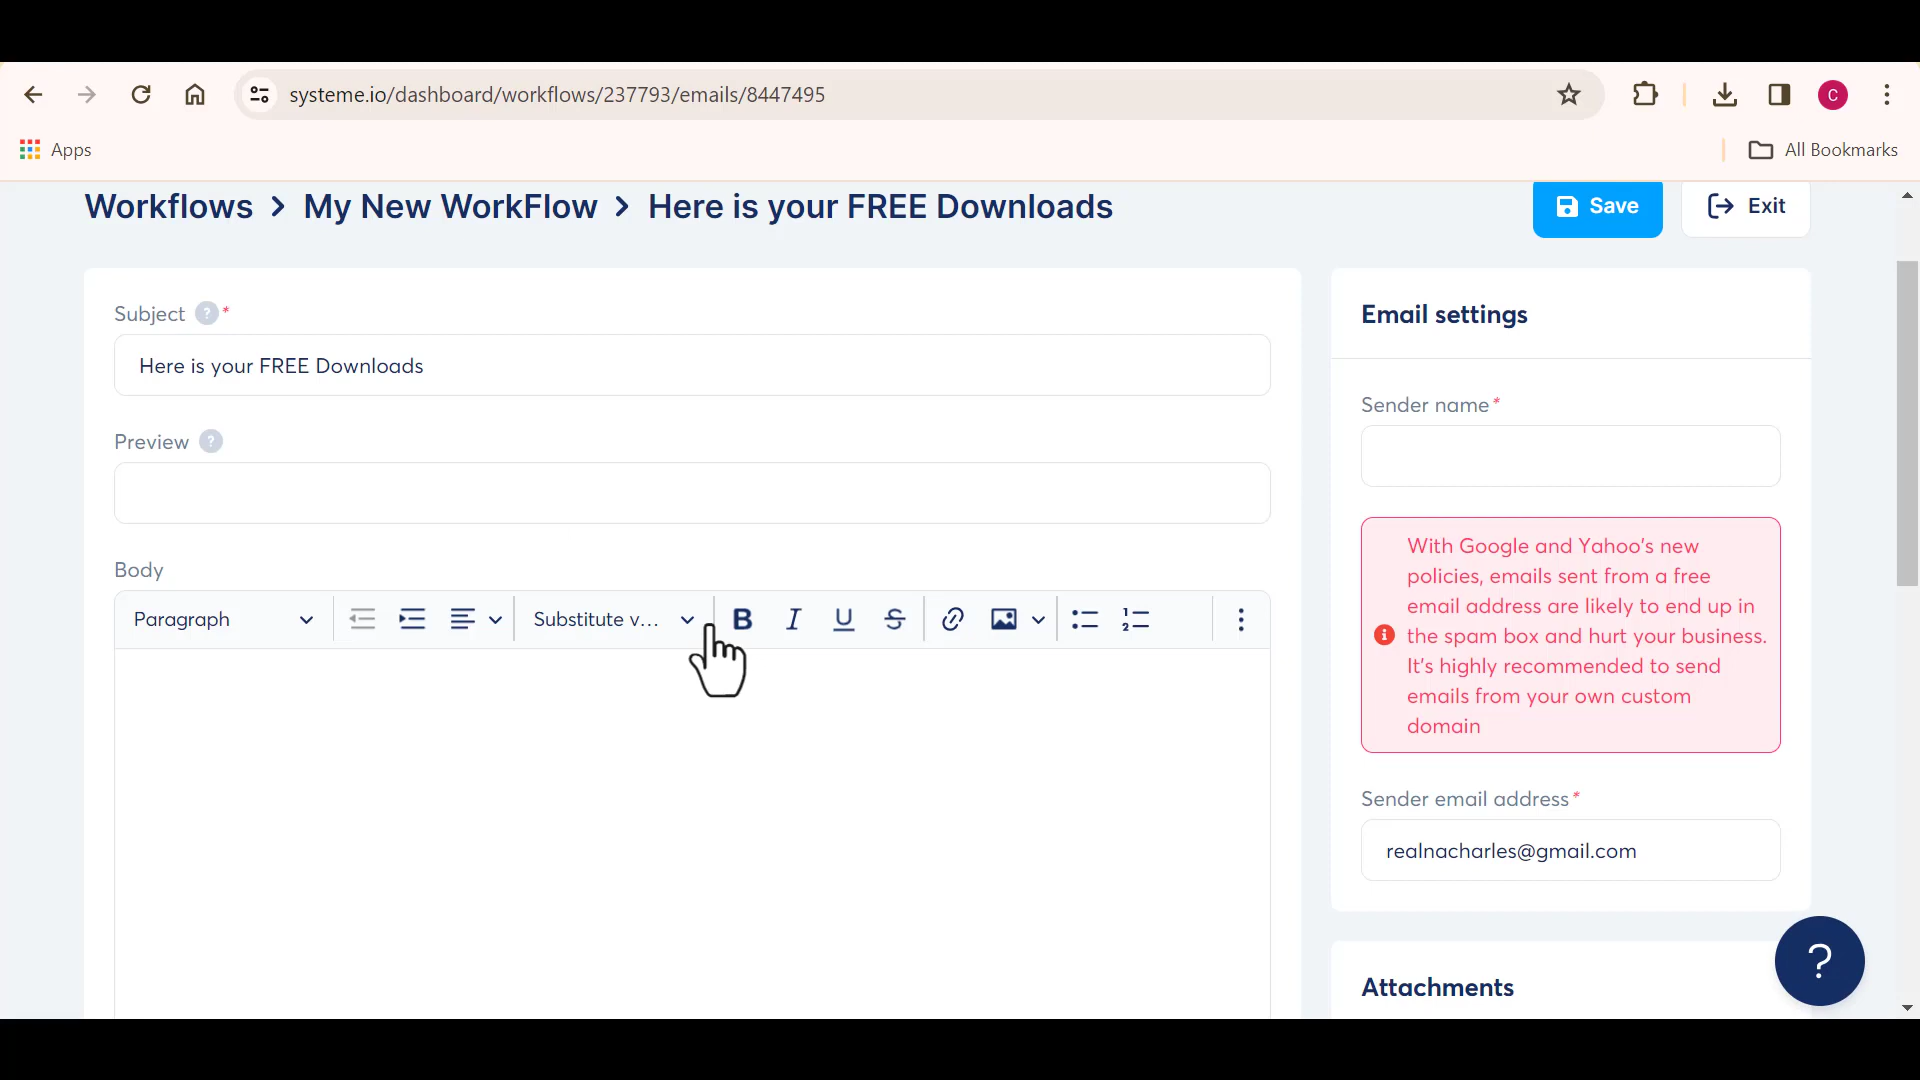 systeme.io/dashboard/workflows/237793/emails/8447495
C
Apps
All Bookmarks
Workflows > My New WorkFlow > Here is your FREE Downloads
Save
Exit
Subject ? *
Here is your FREE Downloads
Preview ?
Body
Paragraph
Substitute v...
B I U S
Email settings
Sender name*
With Google and Yahoo's new
policies, emails sent from a free
email address are likely to end up in
the spam box and hurt your business.
It's highly recommended to send
emails from your own custom
domain
Sender email address*
realnacharles@gmail.com
?
Attachments